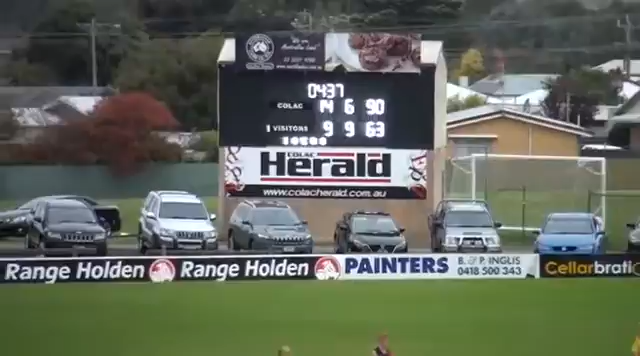 04:37
COLAC 14 6 90
VISITORS 9 9 63
COLAC
Herald
www.colacherald.com.au
Range Holden Range Holden PAINTERS B. & P. INGLIS
0418 500 343
Cellarbrati